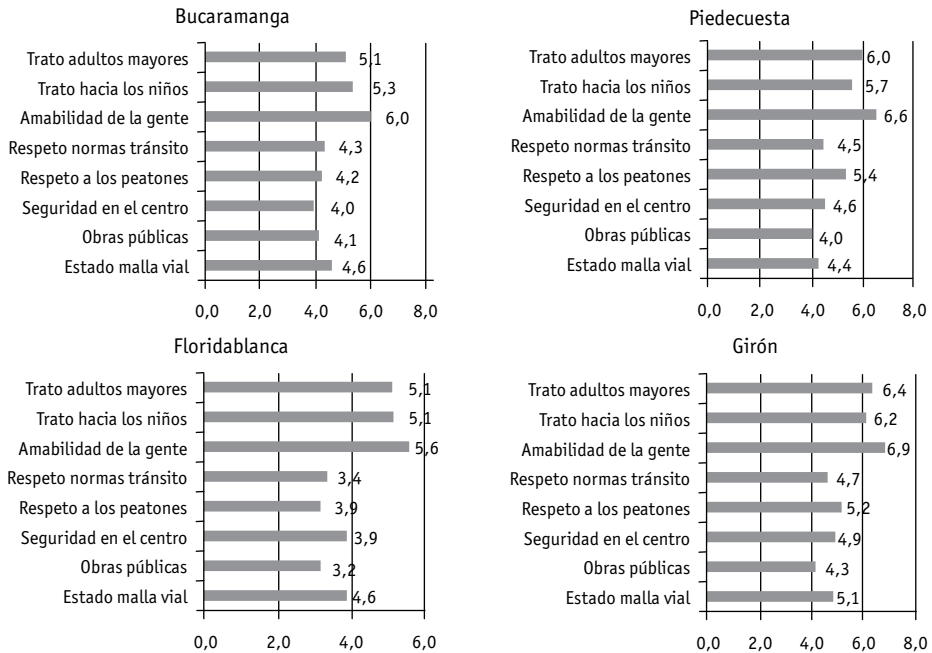 Bucaramanga
Trato adultos mayores 5,1
Trato hacia los niños 5,3
Amabilidad de la gente 6,0
Respeto normas tránsito 4,3
Respeto a los peatones 4,2
Seguridad en el centro 4,0
Obras públicas 4,1
Estado malla vial 4,6
0,0 2,0 4,0 6,0 8,0
Piedecuesta
Trato adultos mayores 6,0
Trato hacia los niños 5,7
Amabilidad de la gente 6,6
Respeto normas tránsito 4,5
Respeto a los peatones 5,4
Seguridad en el centro 4,6
Obras públicas 4,0
Estado malla vial 4,4
0,0 2,0 4,0 6,0 8,0
Floridablanca
Trato adultos mayores 5,1
Trato hacia los niños 5,1
Amabilidad de la gente 5,6
Respeto normas tránsito 3,4
Respeto a los peatones 3,9
Seguridad en el centro 3,9
Obras públicas 3,2
Estado malla vial 4,6
0,0 2,0 4,0 6,0
Girón
Trato adultos mayores 6,4
Trato hacia los niños 6,2
Amabilidad de la gente 6,9
Respeto normas tránsito 4,7
Respeto a los peatones 5,2
Seguridad en el centro 4,9
Obras públicas 4,3
Estado malla vial 5,1
0,0 2,0 4,0 6,0 8,0